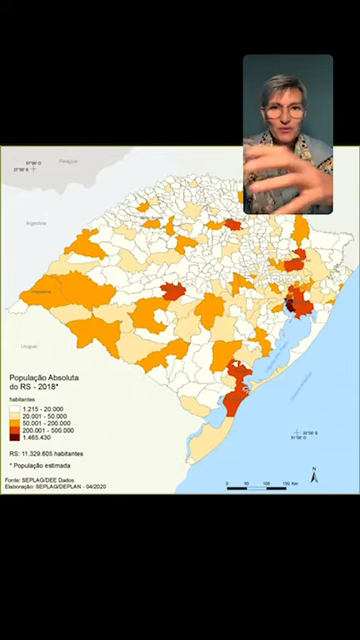 Paraguai
Argentina
Uruguai
População Absoluta
do RS - 2018*
habitantes
1.215 - 20.000
20.001 - 50.000
50.001 - 200.000
200.001 - 500.000
1.465.430
RS: 11.329.605 habitantes
* População estimada
Fonte: SEPLAG/DEE Dados
Elaboração: SEPLAG/DEPLAN - 04/2020
N
0
50
100
150 Km